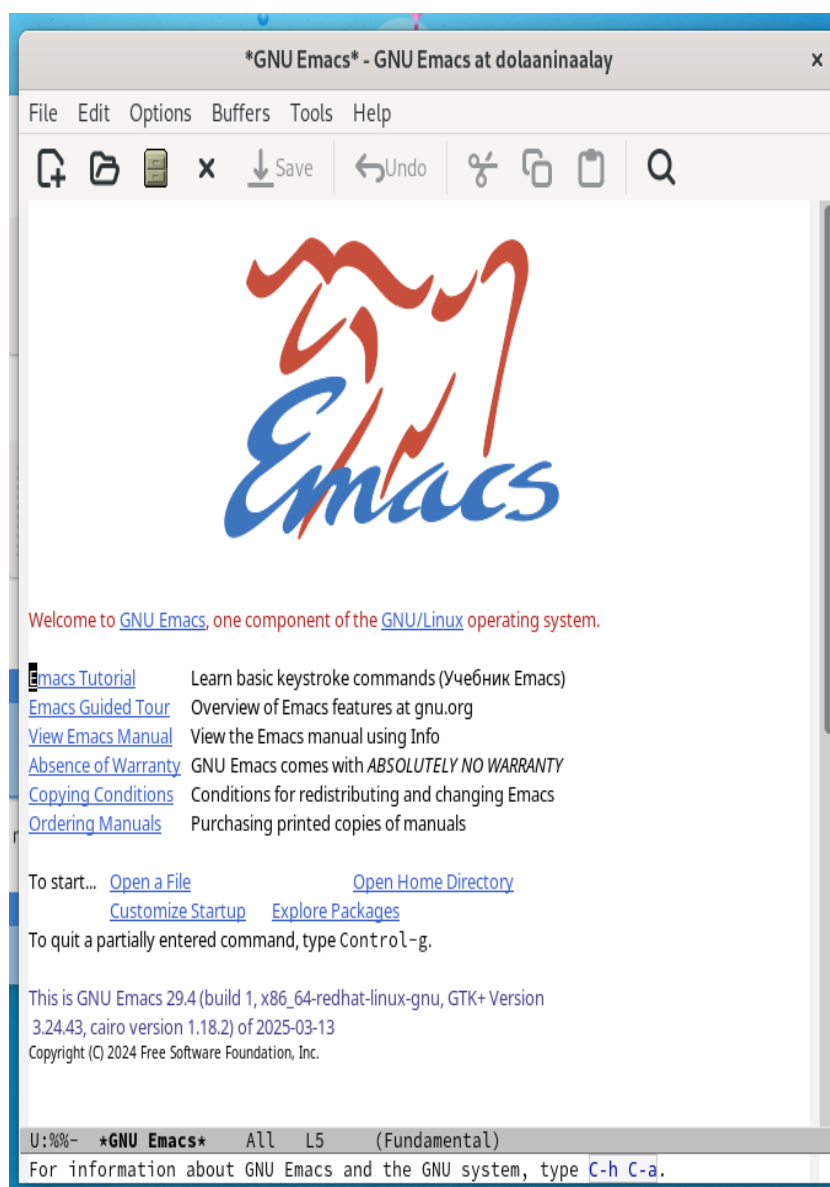 *GNU Emacs* - GNU Emacs at dolaaninaalay
File Edit Options Buffers Tools Help
Save Undo
Emacs
Welcome to GNU Emacs, one component of the GNU/Linux operating system.
Emacs Tutorial Learn basic keystroke commands (Учебник Emacs)
Emacs Guided Tour Overview of Emacs features at gnu.org
View Emacs Manual View the Emacs manual using Info
Absence of Warranty GNU Emacs comes with ABSOLUTELY NO WARRANTY
Copying Conditions Conditions for redistributing and changing Emacs
Ordering Manuals Purchasing printed copies of manuals
To start... Open a File Open Home Directory
Customize Startup Explore Packages
To quit a partially entered command, type Control-g.
This is GNU Emacs 29.4 (build 1, x86_64-redhat-linux-gnu, GTK+ Version
3.24.43, cairo version 1.18.2) of 2025-03-13
Copyright (C) 2024 Free Software Foundation, Inc.
U:%%- *GNU Emacs* All L5 (Fundamental)
For information about GNU Emacs and the GNU system, type C-h C-a.